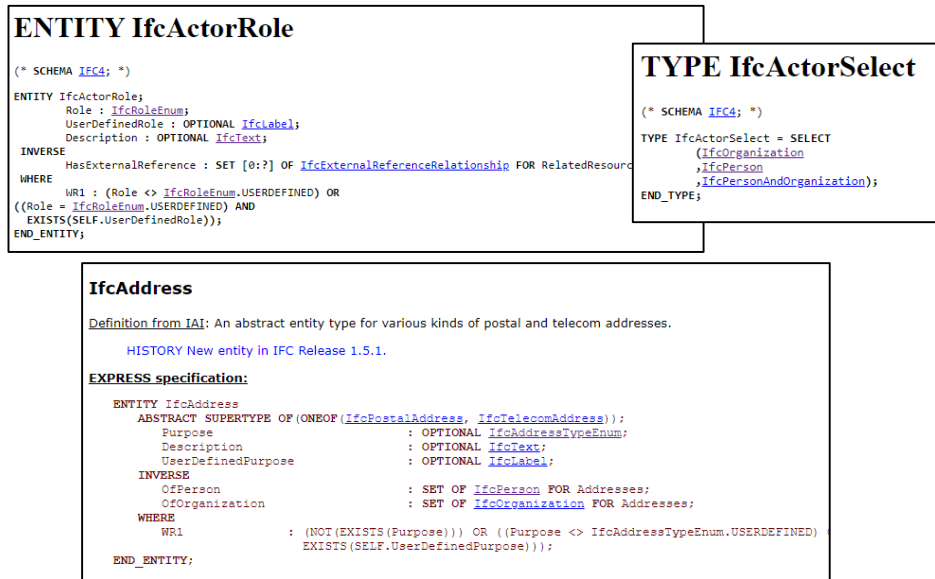 ENTITY IfcActorRole
(* SCHEMA IFC4; *)
ENTITY IfcActorRole;
Role : IfcRoleEnum;
UserDefinedRole : OPTIONAL IfcLabel;
Description : OPTIONAL IfcText;
INVERSE
HasExternalReference : SET [0:?] OF IfcExternalReferenceRelationship FOR RelatedResourc
WHERE
WR1 : (Role <> IfcRoleEnum.USERDEFINED) OR
((Role = IfcRoleEnum.USERDEFINED) AND
EXISTS(SELF.UserDefinedRole));
END_ENTITY;
TYPE IfcActorSelect
(* SCHEMA IFC4; *)
TYPE IfcActorSelect = SELECT
(IfcOrganization
,IfcPerson
,IfcPersonAndOrganization);
END_TYPE;
IfcAddress
Definition from IAI: An abstract entity type for various kinds of postal and telecom addresses.
HISTORY New entity in IFC Release 1.5.1.
EXPRESS specification:
ENTITY IfcAddress
ABSTRACT SUPERTYPE OF(ONEOF(IfcPostalAddress, IfcTelecomAddress));
Purpose : OPTIONAL IfcAddressTypeEnum;
Description : OPTIONAL IfcText;
UserDefinedPurpose : OPTIONAL IfcLabel;
INVERSE
OfPerson : SET OF IfcPerson FOR Addresses;
OfOrganization : SET OF IfcOrganization FOR Addresses;
WHERE
WR1 : (NOT(EXISTS(Purpose))) OR ((Purpose <> IfcAddressTypeEnum.USERDEFINED)
EXISTS(SELF.UserDefinedPurpose)));
END_ENTITY;